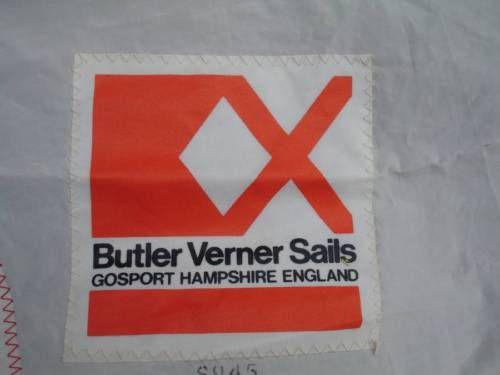 Butler Verner Sails
GOSPORT HAMPSHIRE ENGLAND